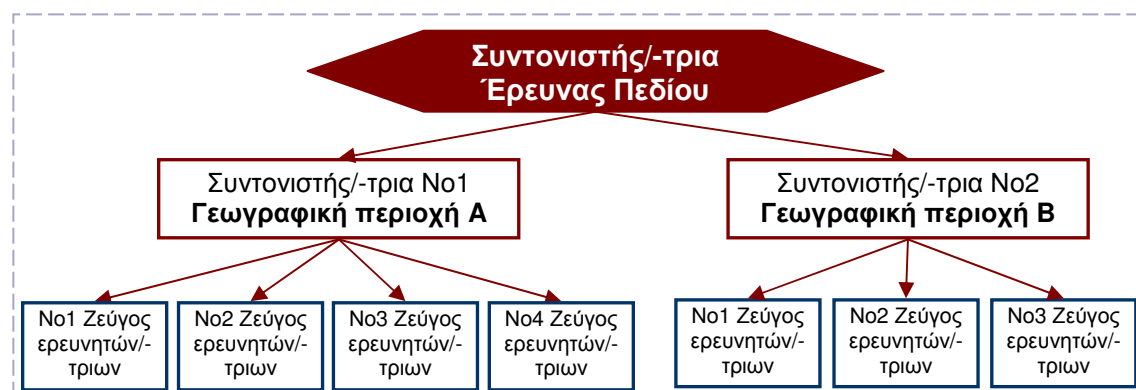 Συντονιστής/-τρια
Έρευνας Πεδίου
Συντονιστής/-τρια Νο1
Γεωγραφική περιοχή Α
Συντονιστής/-τρια Νο2
Γεωγραφική περιοχή Β
Νο1 Ζεύγος
ερευνητών/-
τριων
Νο2 Ζεύγος
ερευνητών/-
τριων
Νο3 Ζεύγος
ερευνητών/-
τριων
Νο4 Ζεύγος
ερευνητών/-
τριων
Νο1 Ζεύγος
ερευνητών/-
τριων
Νο2 Ζεύγος
ερευνητών/-
τριων
Νο3 Ζεύγος
ερευνητών/-
τριων